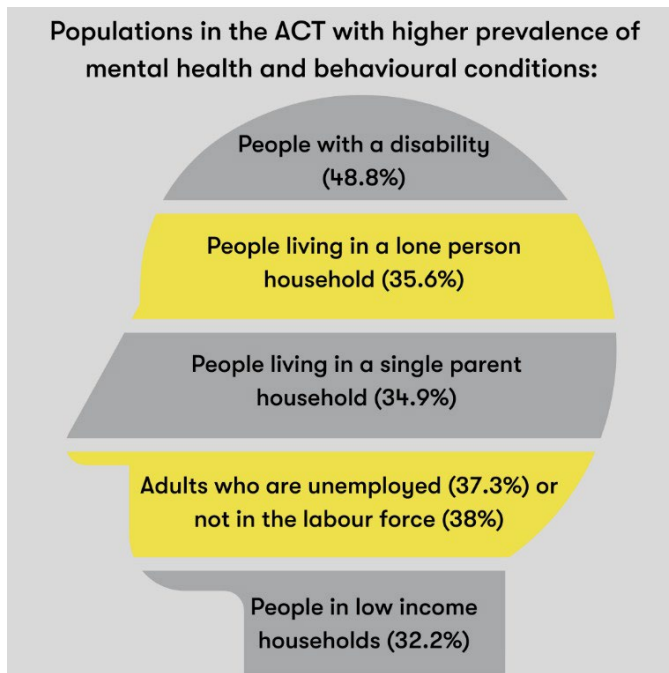 Populations in the ACT with higher prevalence of
mental health and behavioural conditions:
People with a disability
(48.8%)
People living in a lone person
household (35.6%)
People living in a single parent
household (34.9%)
Adults who are unemployed (37.3%) or
not in the labour force (38%)
People in low income
households (32.2%)